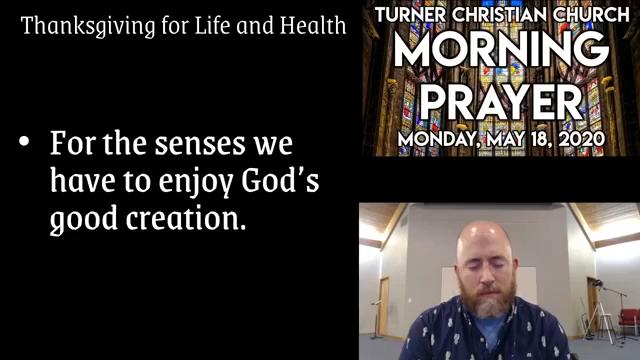 Thanksgiving for Life and Health
• For the senses we
have to enjoy God's
good creation.
TURNER CHRISTIAN CHURCH
MORNING
PRAYER
MONDAY, MAY 18, 2020